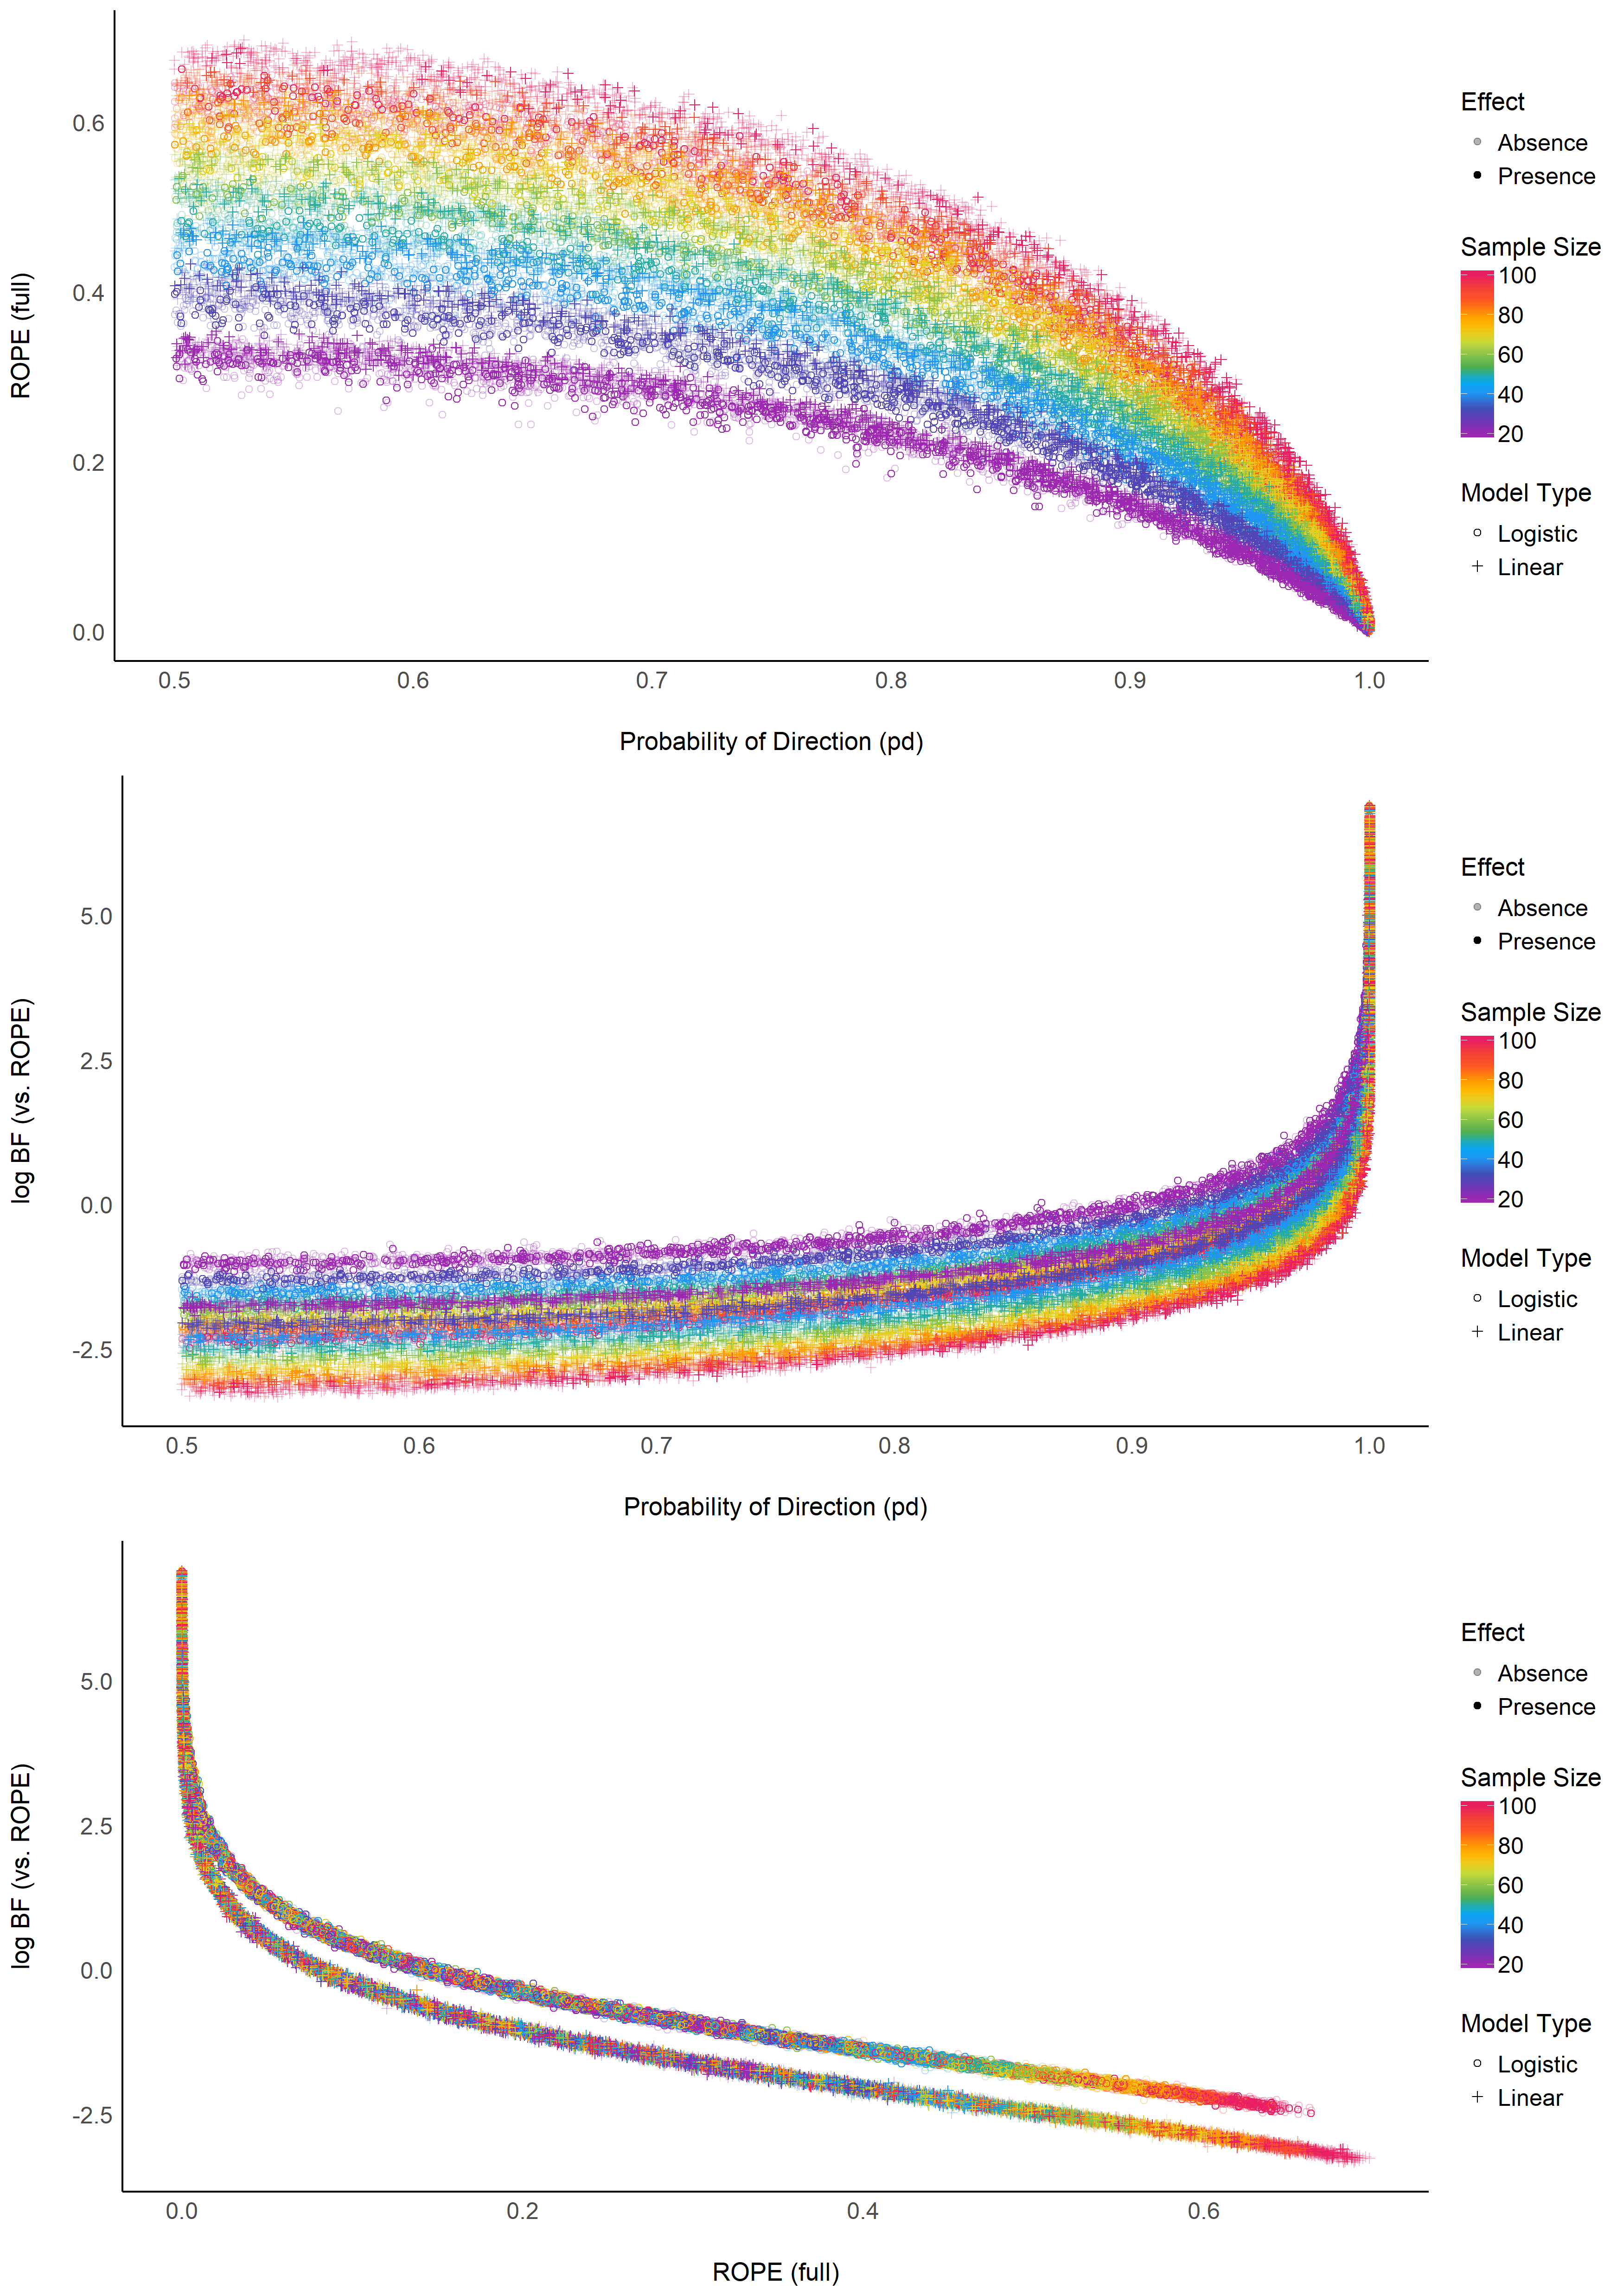 ROPE (full)
0.6
0.4
0.2
0.0
0.5 0.6 0.7 0.8 0.9 1.0
Probability of Direction (pd)
Effect
Absence
Presence
Sample Size
100
80
60
40
20
Model Type
Logistic
Linear
log BF (vs. ROPE)
5.0
2.5
0.0
-2.5
0.5 0.6 0.7 0.8 0.9 1.0
Probability of Direction (pd)
Effect
Absence
Presence
Sample Size
100
80
60
40
20
Model Type
Logistic
Linear
log BF (vs. ROPE)
5.0
2.5
0.0
-2.5
0.0 0.2 0.4 0.6
ROPE (full)
Effect
Absence
Presence
Sample Size
100
80
60
40
20
Model Type
Logistic
Linear